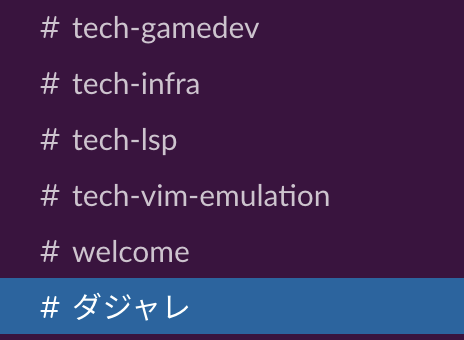 # tech-gamedev
# tech-infra
# tech-lsp
# tech-vim-emulation
# welcome
# ダジャレ